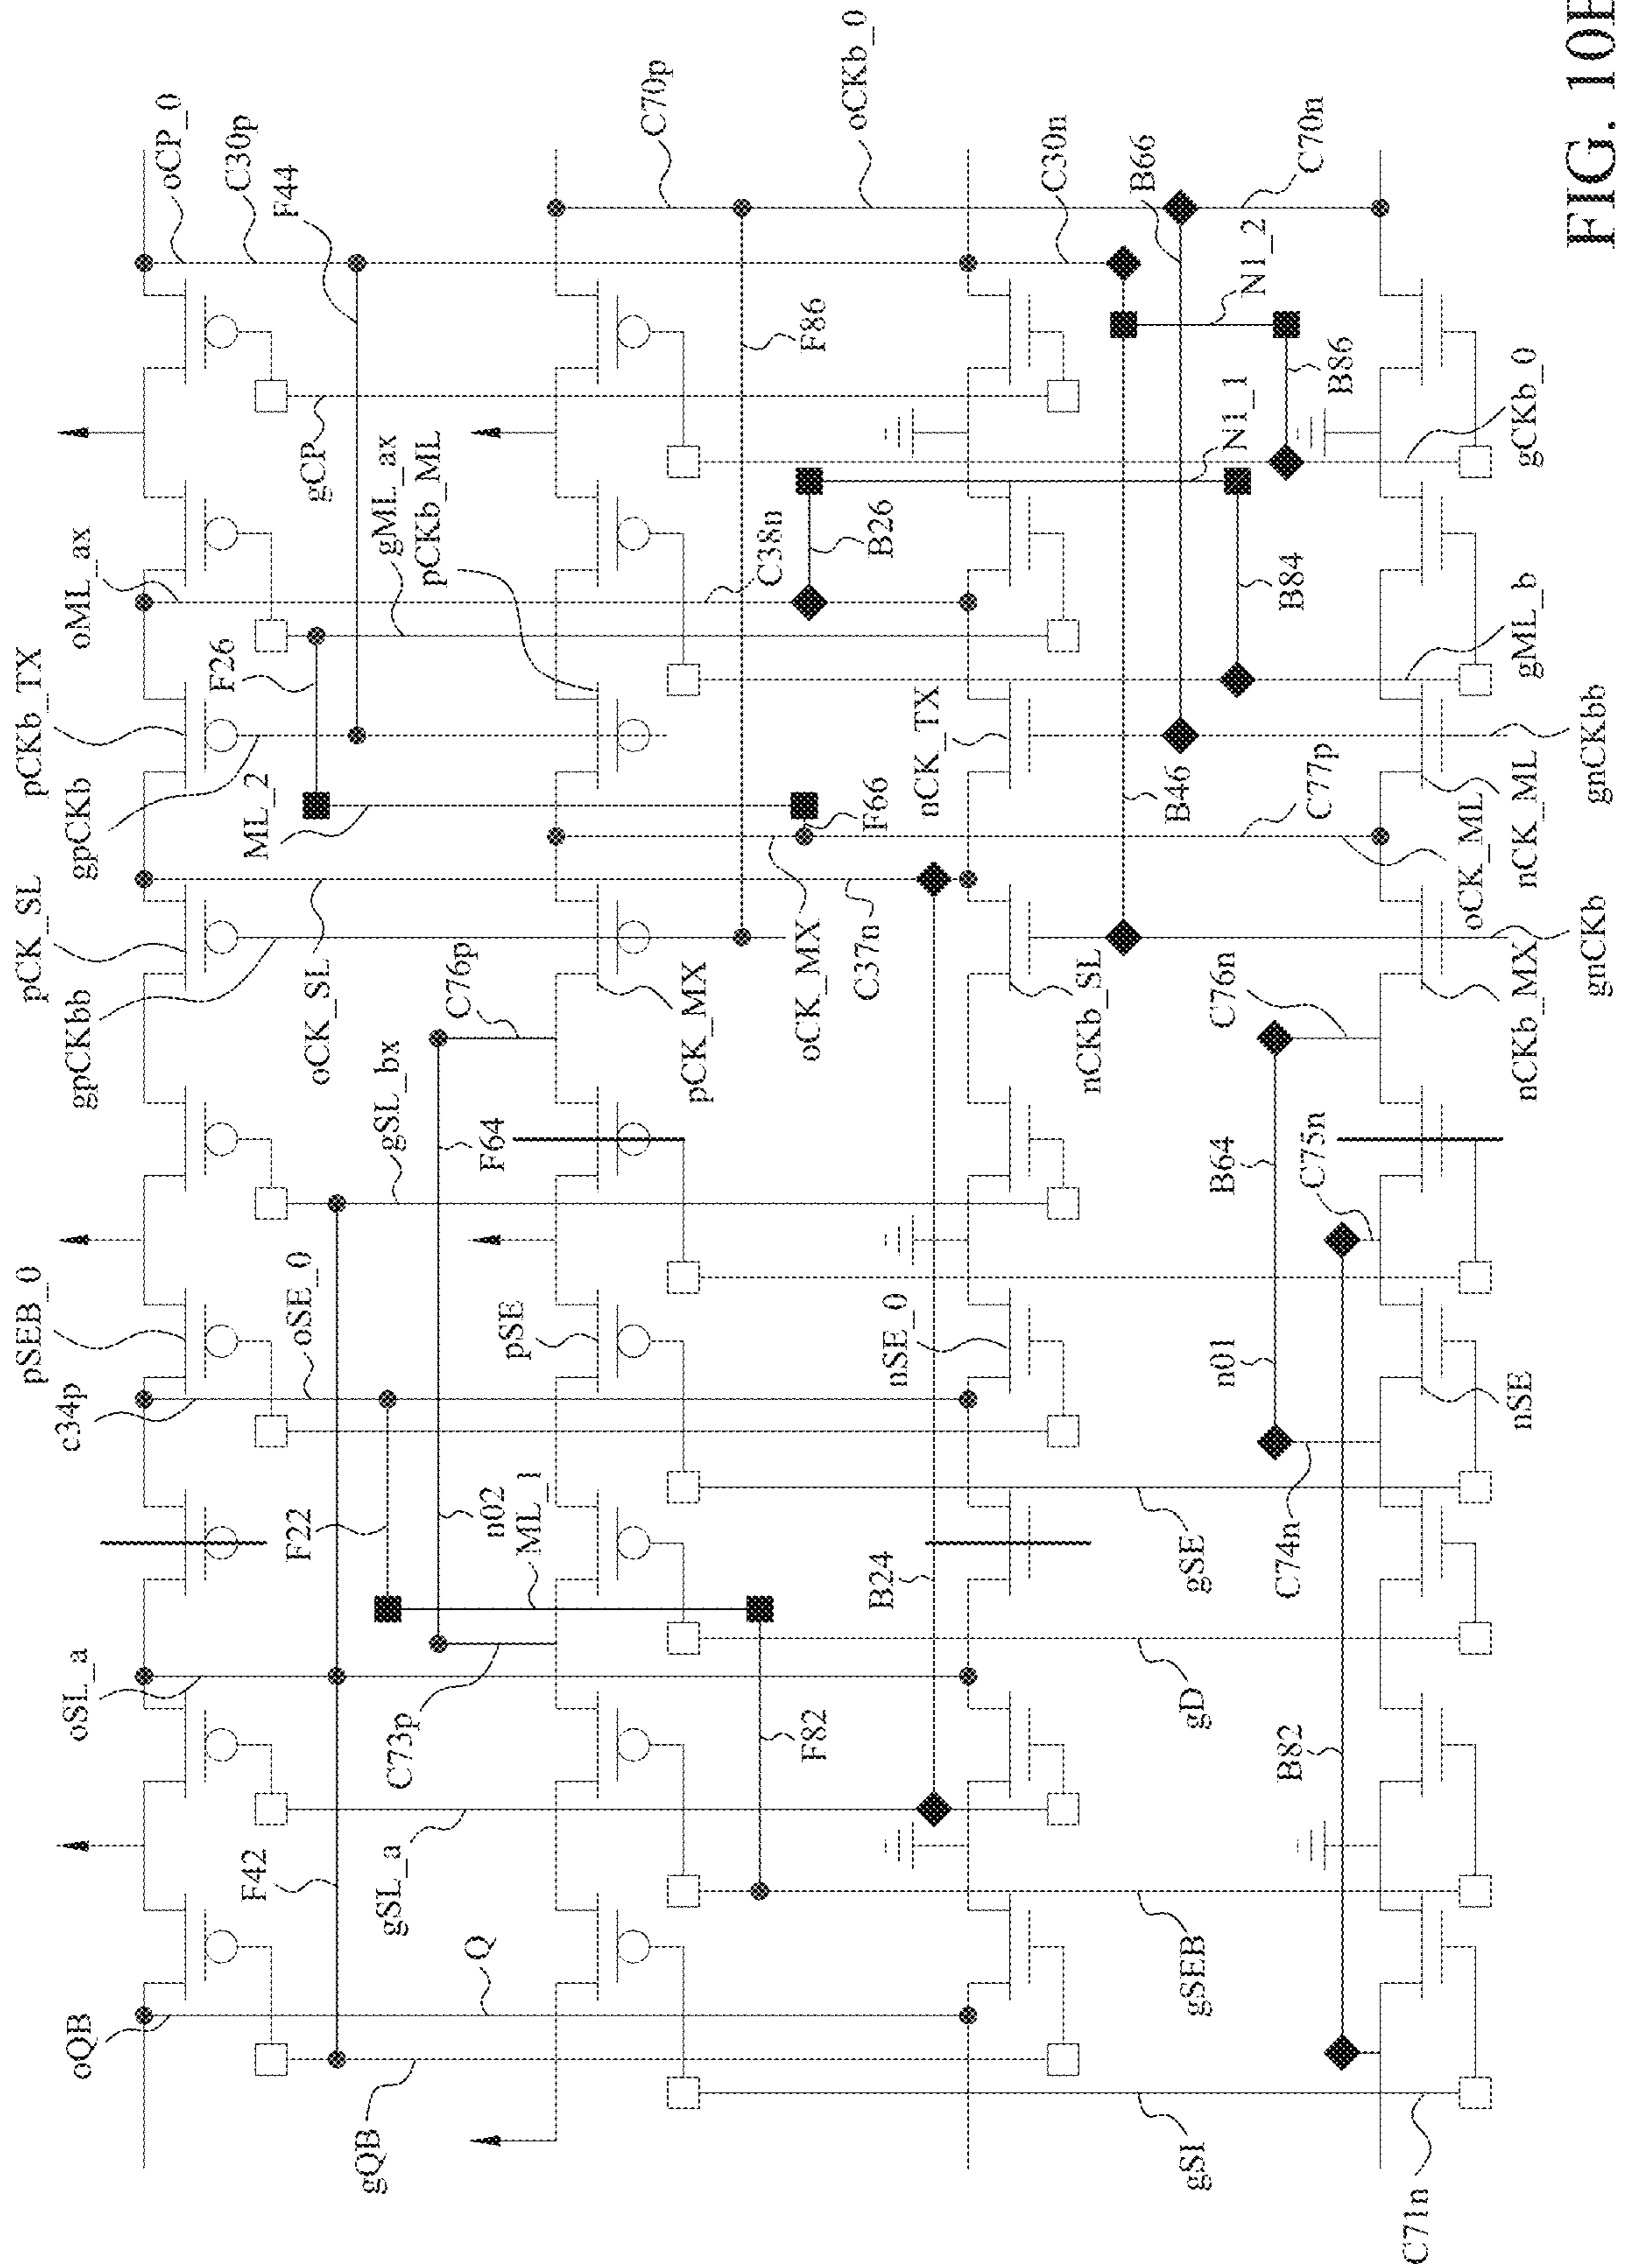 oCP_0
C30p
F44
C70p
oCKb_0
C30n
B66
C70n
FIG. 10B
oML_ax
gCP
gML_ax
pCKb_ML
F86
N1_2
N1_1
B86
gCKb_0
pCKb_TX
F26
C38n
B26
B84
gML_b
gpCKb
ML_2
F66
nCK_TX
B46
C77p
oCK_ML
nCK_ML
gnCKbb
pCK_SL
gpCKbb
oCK_SL
C76p
pCK_MX
oCK_MX
C37n
nCKb_SL
C76n
nCKb_MX
gnCKb
gSL_bx
F64
B64
C75n
pSEB_0
c34p
oSE_0
pSE
nSE_0
n01
nSE
F22
n02
ML_1
B24
gSE
C74n
oSL_a
C73p
F82
gD
B82
F42
gSL_a
Q
gSEB
oQB
gQB
gSI
C71n